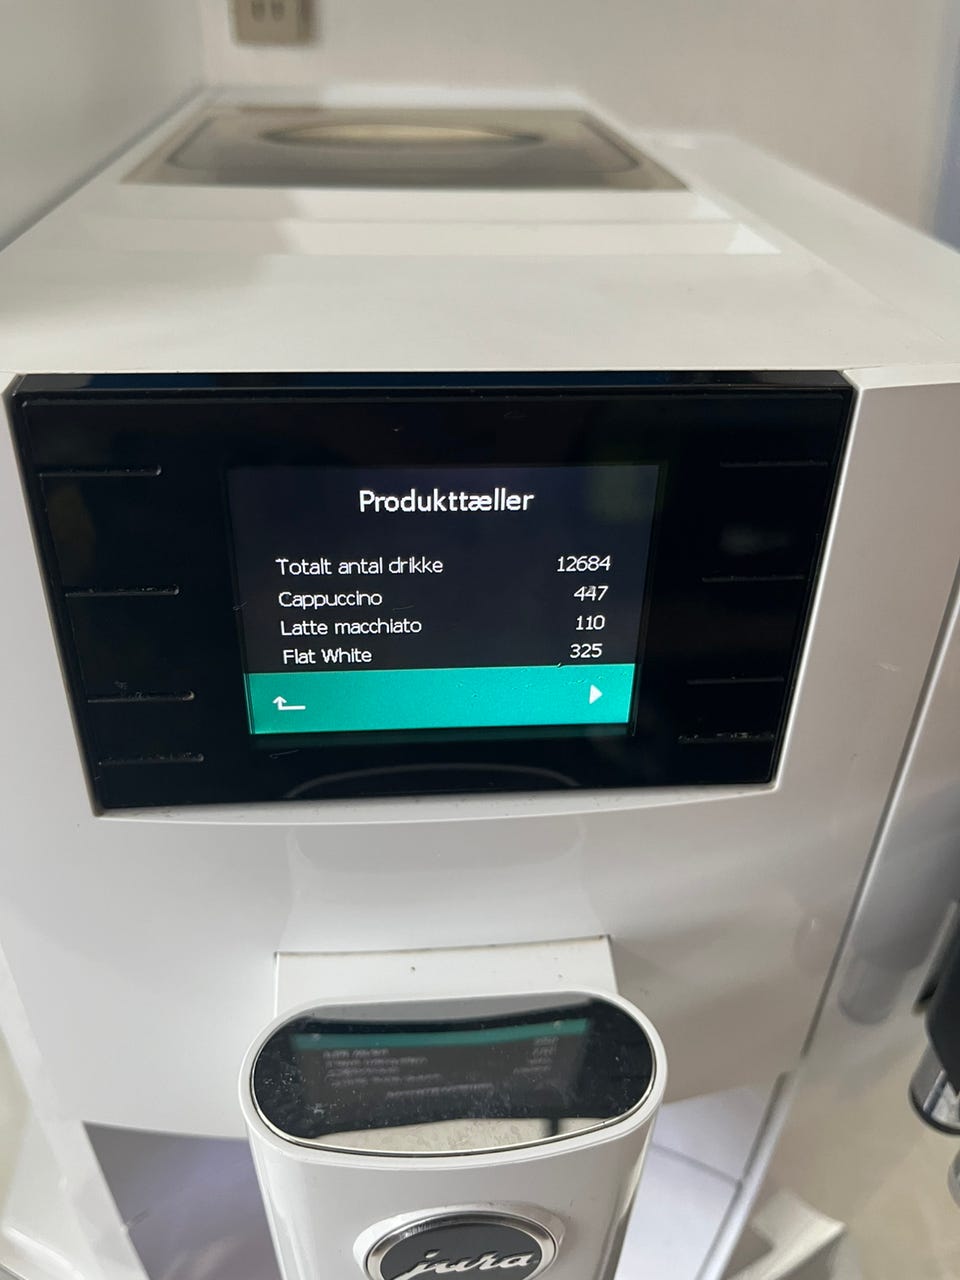 Produkttæller
Totalt antal drikke 12684
Cappuccino 447
Latte macchiato 110
Flat White 325
jura